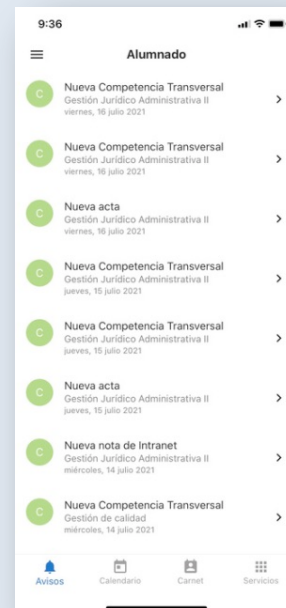 9:36
Alumnado
C
Nueva Competencia Transversal
Gestión Jurídico Administrativa II
viernes, 16 julio 2021
C
Nueva Competencia Transversal
Gestión Jurídico Administrativa II
viernes, 16 julio 2021
C
Nueva acta
Gestión Jurídico Administrativa II
viernes, 16 julio 2021
C
Nueva Competencia Transversal
Gestión Jurídico Administrativa II
jueves, 15 julio 2021
C
Nueva Competencia Transversal
Gestión Jurídico Administrativa II
jueves, 15 julio 2021
C
Nueva acta
Gestión Jurídico Administrativa II
jueves, 15 julio 2021
C
Nueva nota de Intranet
Gestión Jurídico Administrativa II
miércoles, 14 julio 2021
C
Nueva Competencia Transversal
Gestión de calidad
miércoles, 14 julio 2021
Avisos Calendario Carnet Servicios